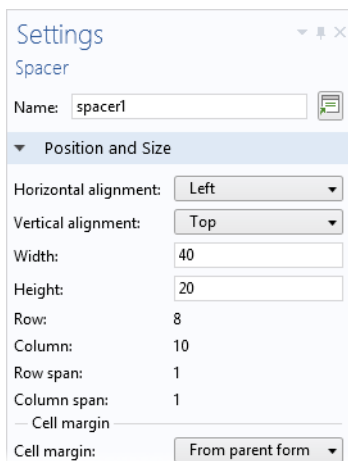 Settings
Spacer
Name: spacer1
Position and Size
Horizontal alignment: Left
Vertical alignment: Top
Width: 40
Height: 20
Row: 8
Column: 10
Row span: 1
Column span: 1
Cell margin
Cell margin: From parent form